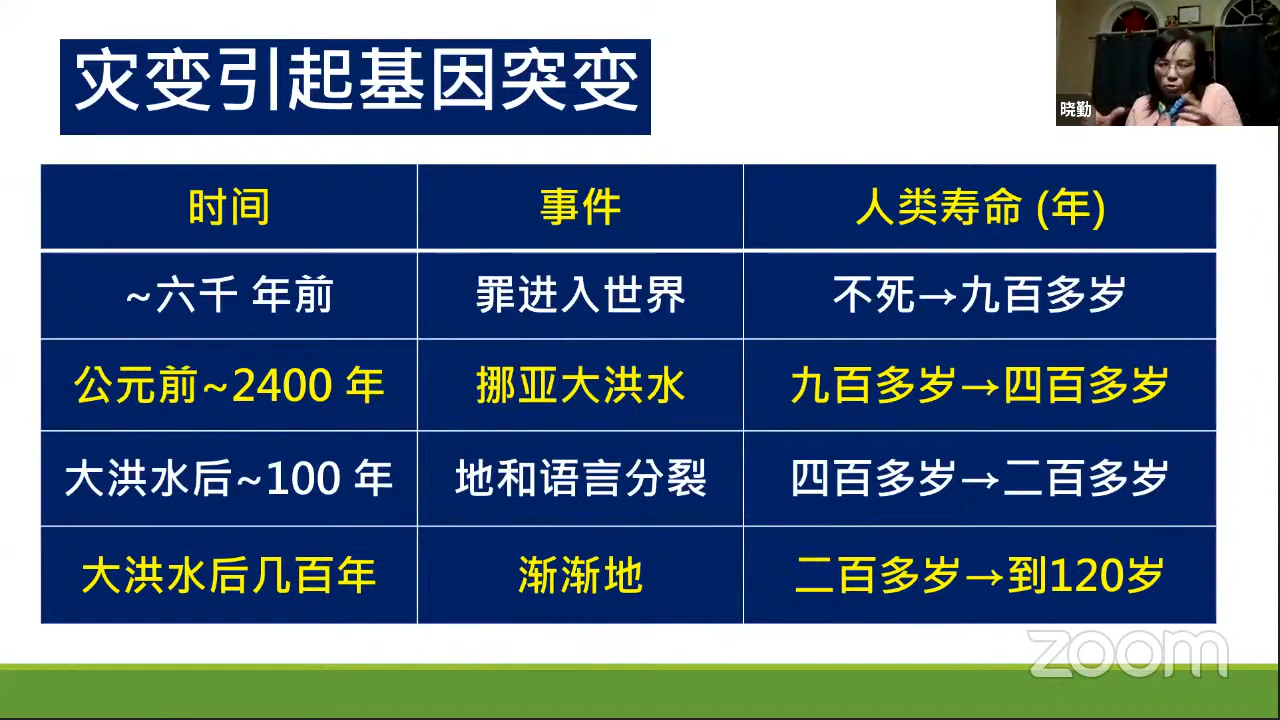 灾变引起基因突变
晓勤
时间 事件 人类寿命 (年)
~六千 年前 罪进入世界 不死→九百多岁
公元前~2400 年 挪亚大洪水 九百多岁→四百多岁
大洪水后~100 年 地和语言分裂 四百多岁→二百多岁
大洪水后几百年 渐渐地 二百多岁→到120岁
zoom